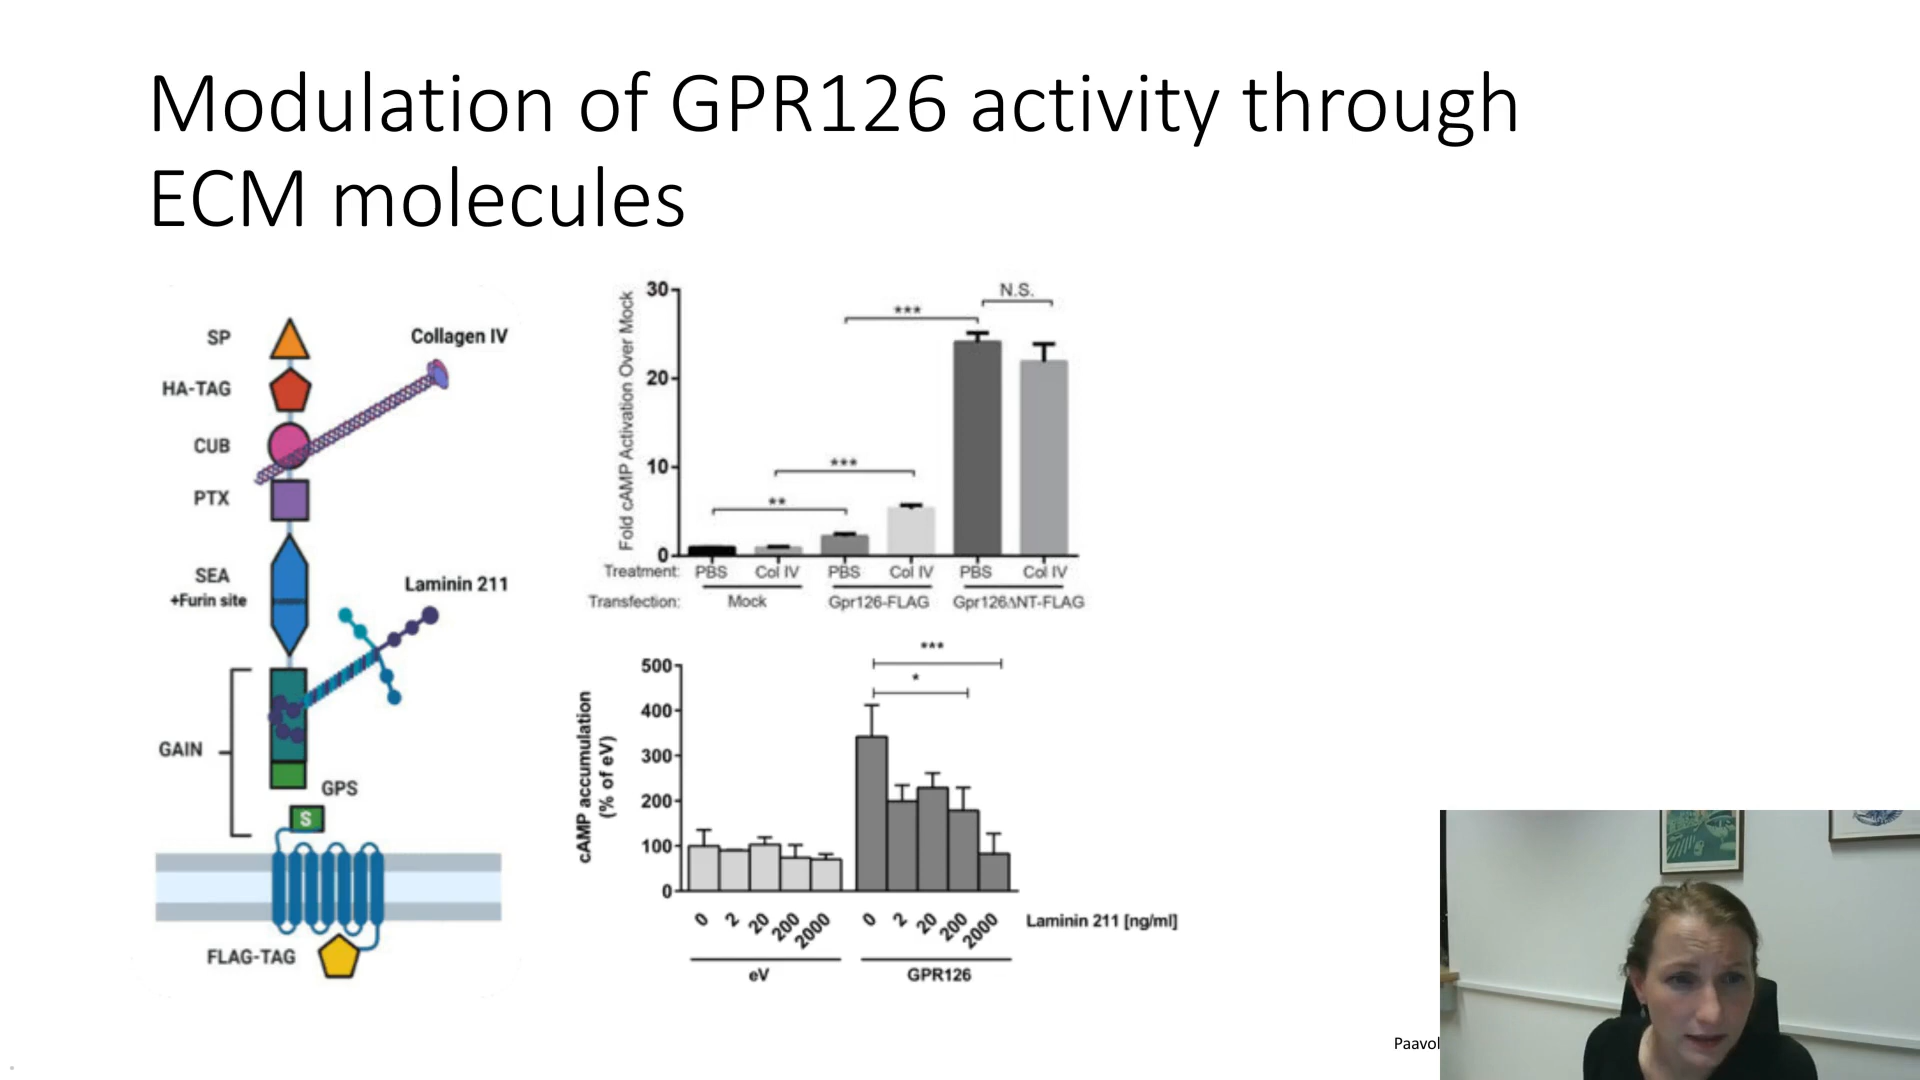 Modulation of GPR126 activity through
ECM molecules
SP
Collagen IV
HA-TAG
CUB
PTX
SEA
+Furin site
Laminin 211
GAIN
GPS
S
FLAG-TAG
Fold cAMP Activation Over Mock
30
20
10
0
**
***
***
N.S.
Treatment: PBS Col IV PBS Col IV PBS Col IV
Transfection: Mock Gpr126-FLAG Gpr126ΔNT-FLAG
cAMP accumulation
(% of eV)
500
400
300
200
100
0
***
*
0 2 20 200 2000 0 2 20 200 2000 Laminin 211 [ng/ml]
eV GPR126
Paavol